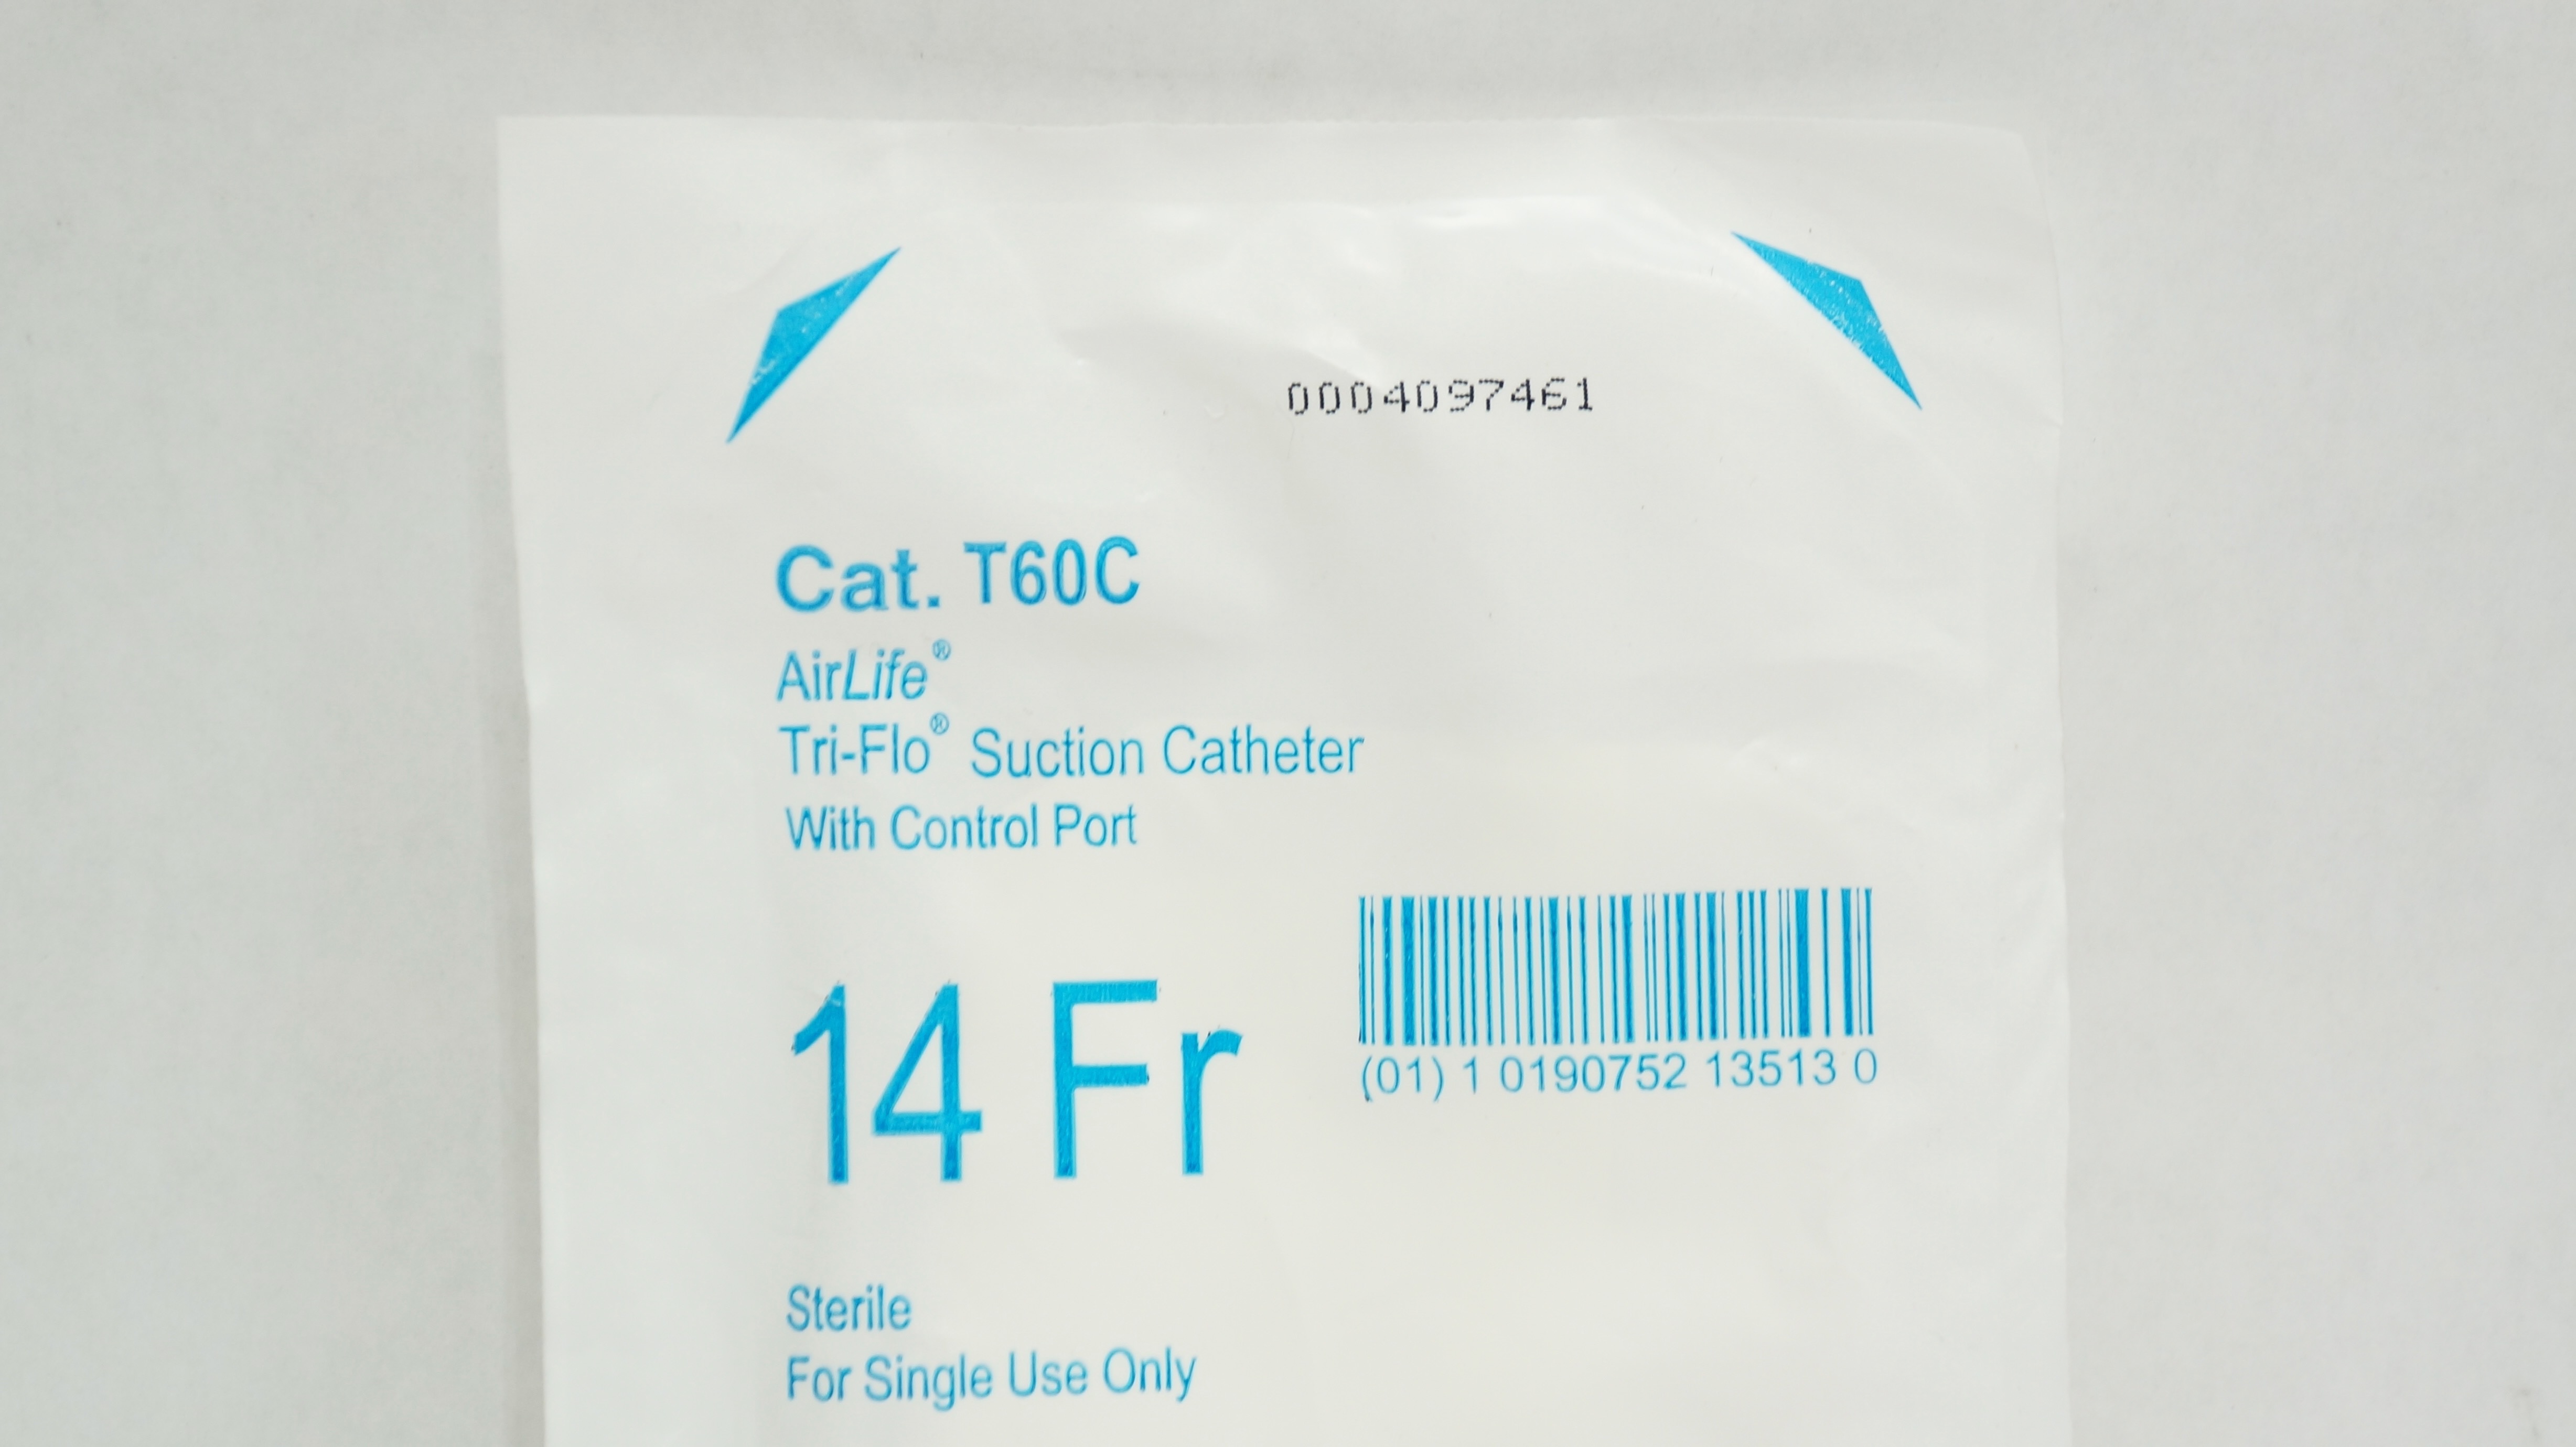 0004097461
Cat. T60C
AirLife®
Tri-Flo® Suction Catheter
With Control Port
14 Fr
(01) 1 0190752 13513 0
Sterile
For Single Use Only